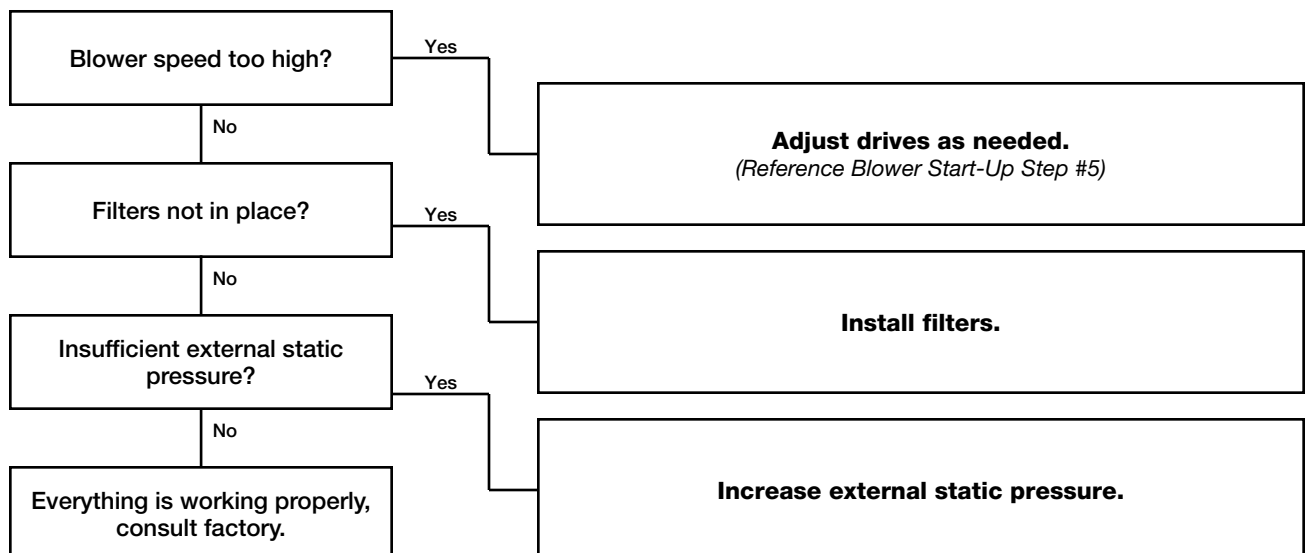 Blower speed too high?
Yes
Adjust drives as needed.
(Reference Blower Start-Up Step #5)
No
Filters not in place?
Yes
Install filters.
No
Insufficient external static
pressure?
Yes
Increase external static pressure.
No
Everything is working properly,
consult factory.